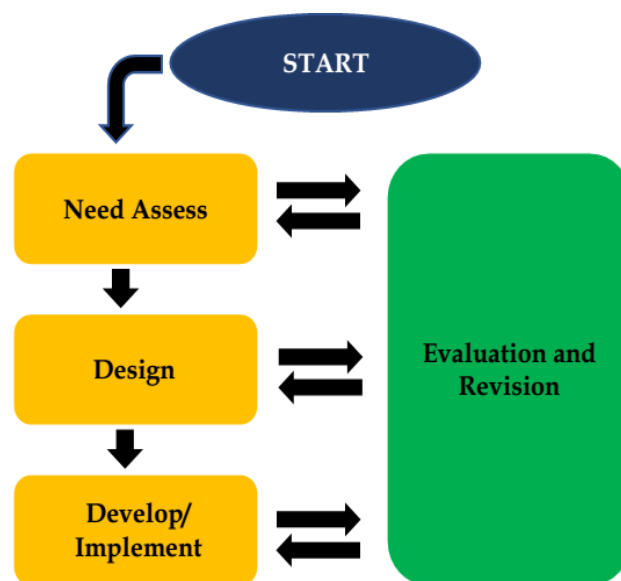 START
Need Assess
Design
Evaluation and
Revision
Develop/
Implement